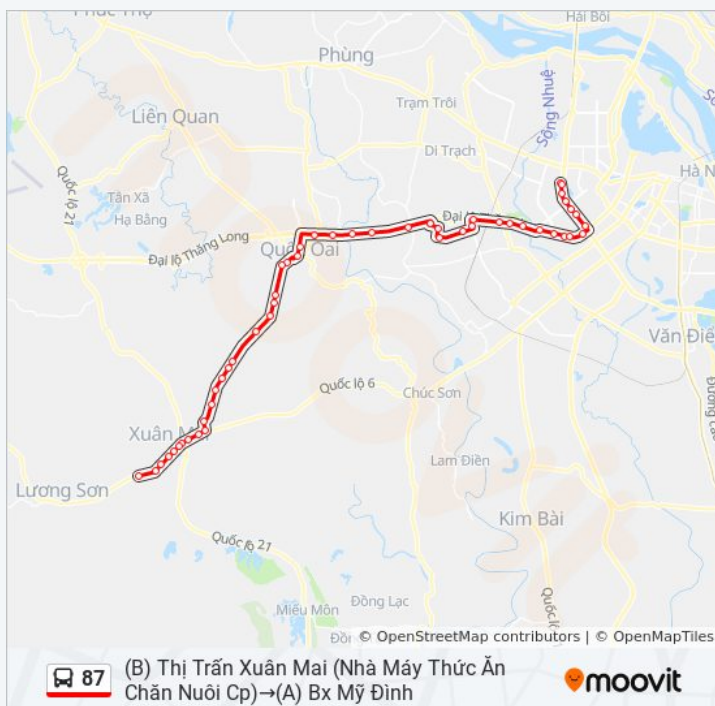 Hải Bối
Phùng
Trạm Trôi
Sông Nhuệ
Liên Quan
Di Trạch
Hà N
Quốc lộ 21
Tân Xã
Hạ Bằng
Đại lộ Thăng Long
Quốc Oai
Văn Điể
Quốc lộ 6
Chúc Sơn
Xuân Mai
Lam Điền
Lương Sơn
Kim Bài
Quốc lộ 21
Đồng Lạc
Miếu Môn
© OpenStreetMap contributors | © OpenMapTiles
87
(B) Thị Trấn Xuân Mai (Nhà Máy Thức Ăn
Chăn Nuôi Cp)→(A) Bx Mỹ Đình
moovit